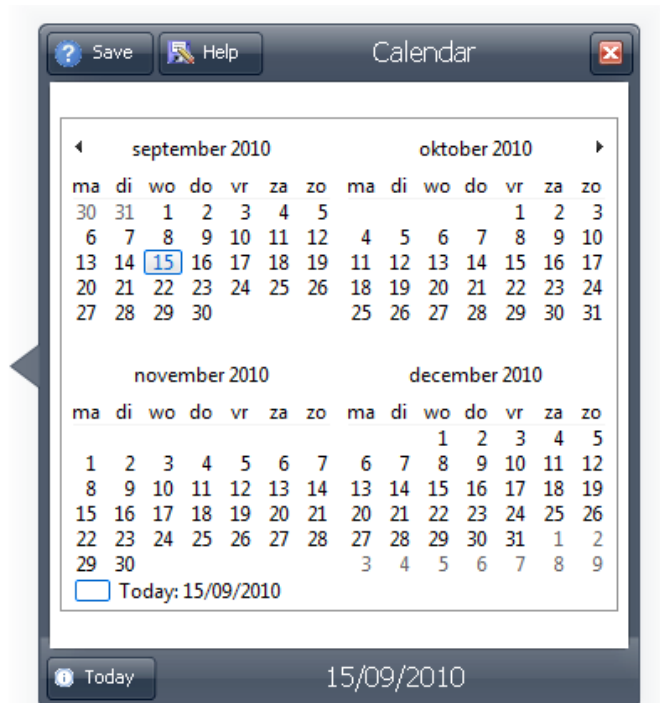 Save Help Calendar
september 2010 oktober 2010
ma di wo do vr za zo ma di wo do vr za zo
30 31 1 2 3 4 5 1 2 3
6 7 8 9 10 11 12 4 5 6 7 8 9 10
13 14 15 16 17 18 19 11 12 13 14 15 16 17
20 21 22 23 24 25 26 18 19 20 21 22 23 24
27 28 29 30 25 26 27 28 29 30 31
november 2010 december 2010
ma di wo do vr za zo ma di wo do vr za zo
1 2 3 4 5
1 2 3 4 5 6 7 6 7 8 9 10 11 12
8 9 10 11 12 13 14 13 14 15 16 17 18 19
15 16 17 18 19 20 21 20 21 22 23 24 25 26
22 23 24 25 26 27 28 27 28 29 30 31 1 2
29 30 3 4 5 6 7 8 9
Today: 15/09/2010
Today 15/09/2010